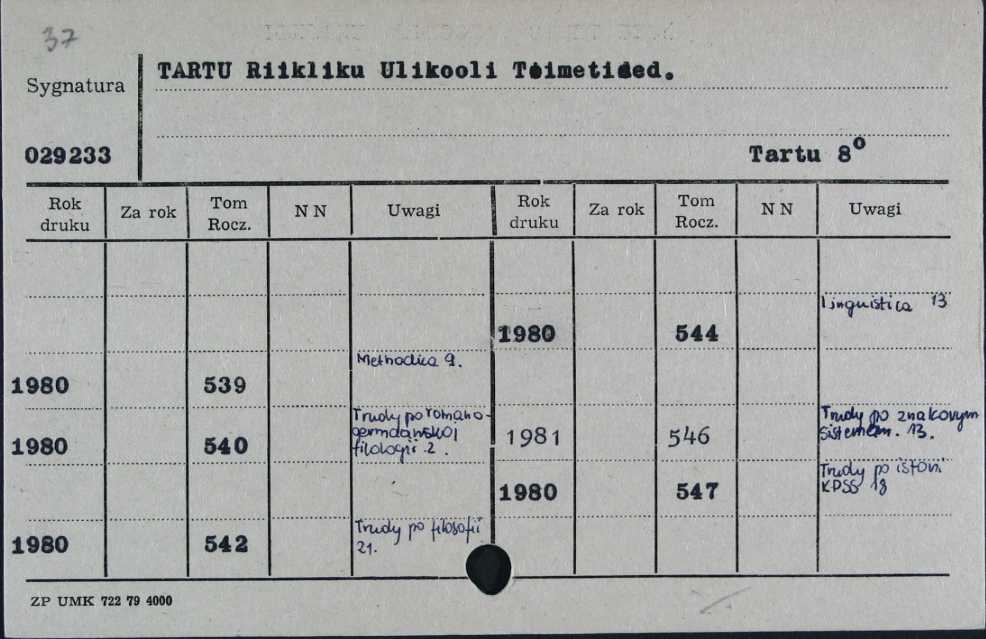 37
Sygnatura
TARTU Riikliku Ulikooli Toimetised.
029233
Tartu 8°
Rok druku Za rok Tom Rocz. N N Uwagi Rok druku Za rok Tom Rocz. N N Uwagi
1980 544 Linguistica 13
1980 539 Methodica 9.
1980 540 Trudy po romano-
germanskoj
filologii 2.
1981 546 Trudy po znakovym
sistemam. 13.
1980 547 Trudy po istorii
KPSS 18
1980 542 Trudy po filosofii
21.
ZP UMK 722 79 4000